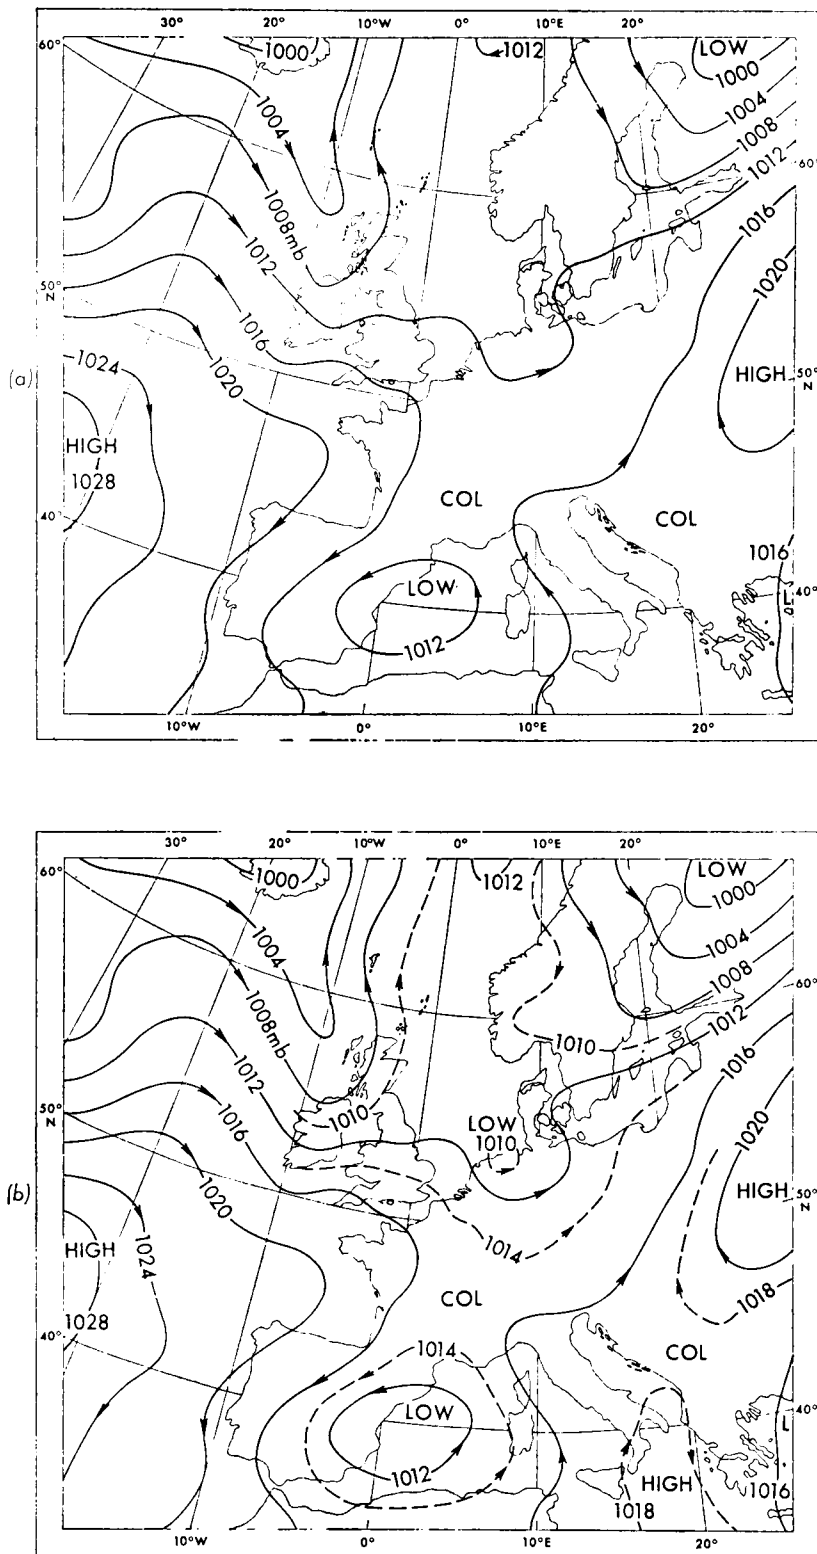 30° 20° 10°W 0° 10°E 20°
60° 1000 1012 LOW
1000
1004 1004
1008
1012 60°
1008mb 1016
1012 1020
50°
N
1016
(a) 1024 1020 HIGH 50°
N
HIGH
1028 COL COL
40° 1016
LOW L 40°
1012
10°W 0° 10°E 20°
30° 20° 10°W 0° 10°E 20°
60° 1000 1012 LOW
1000
1004 1004
1008 60°
1008mb 1010 1012
1012 1010 1016
50°
N
1016 LOW
1010 1020
(b) 1020 HIGH 50°
N
HIGH 1024 1014
1028 COL 1018
40° 1014 COL
LOW L 40°
1012 HIGH 1016
1018
10°W 0° 10°E 20°